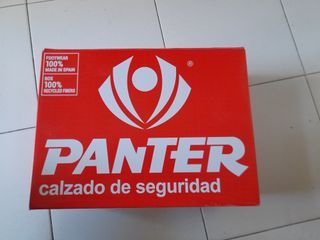 FOOTWEAR
100%
MADE IN SPAIN
BOX
100%
RECYCLED FIBERS
®
PANTER
calzado de seguridad